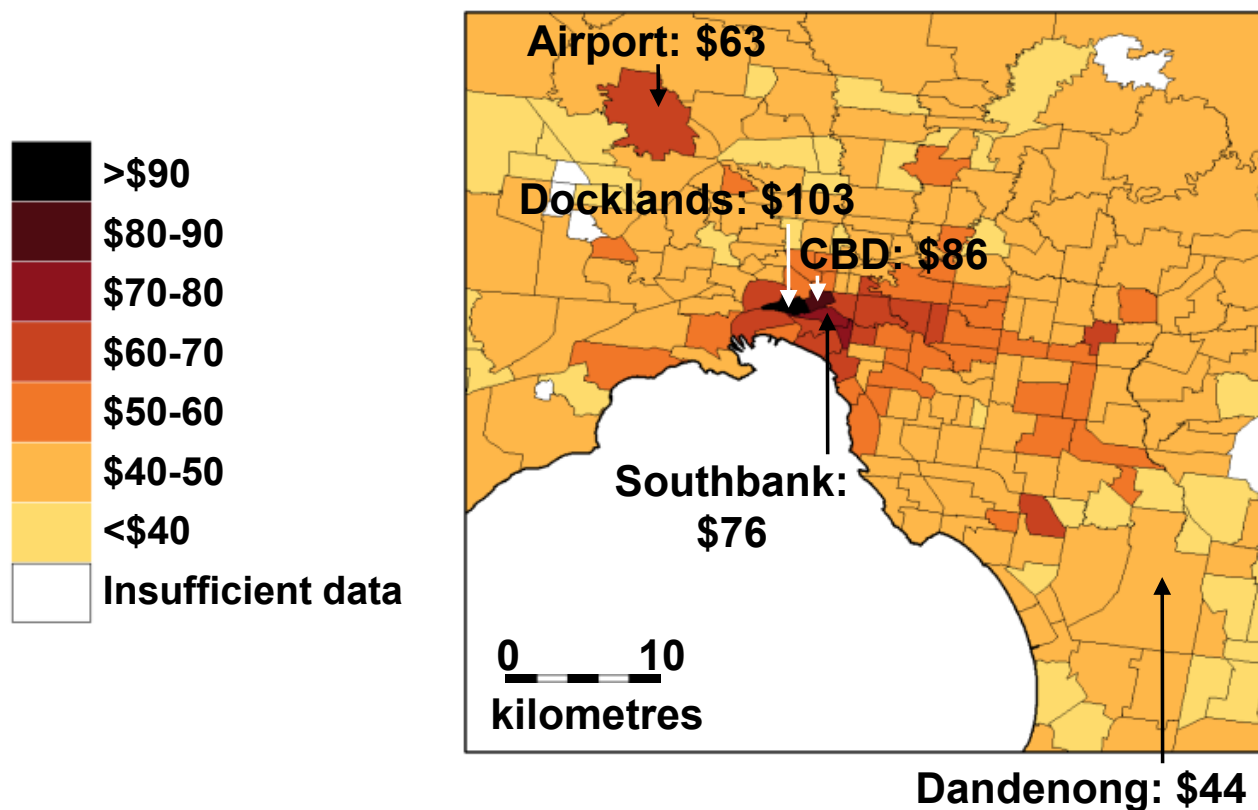 Airport: $63
>$90
$80-90
$70-80
$60-70
$50-60
$40-50
<$40
Insufficient data
Docklands: $103
CBD: $86
Southbank:
$76
0 10
kilometres
Dandenong: $44